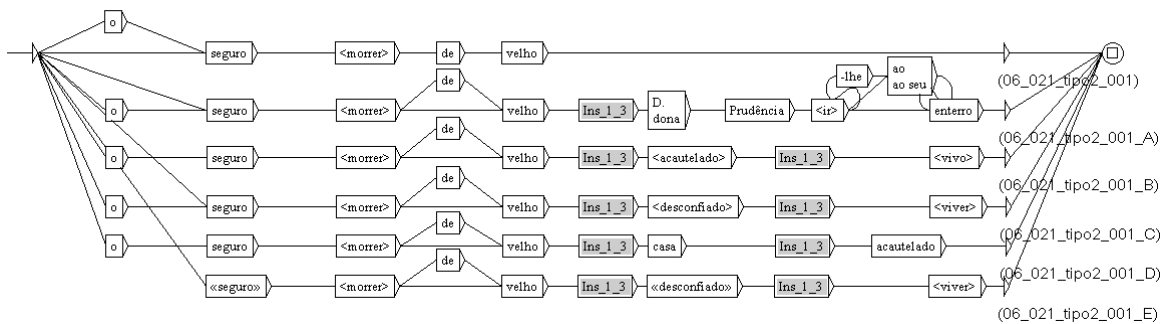 o
seguro <morrer> de velho
(06_021_tipo2_001)
de -lhe ao
ao seu
o seguro <morrer> velho Ins_1_3 D.
dona Prudência <ir> enterro
(06_021_tipo2_001_A)
de
o seguro <morrer> velho Ins_1_3 <acautelado> Ins_1_3 <vivo>
(06_021_tipo2_001_B)
de
o seguro <morrer> velho Ins_1_3 <desconfiado> Ins_1_3 <viver>
(06_021_tipo2_001_C)
de
o seguro <morrer> velho Ins_1_3 casa Ins_1_3 acautelado
(06_021_tipo2_001_D)
de
«seguro» <morrer> velho Ins_1_3 «desconfiado» Ins_1_3 <viver>
(06_021_tipo2_001_E)